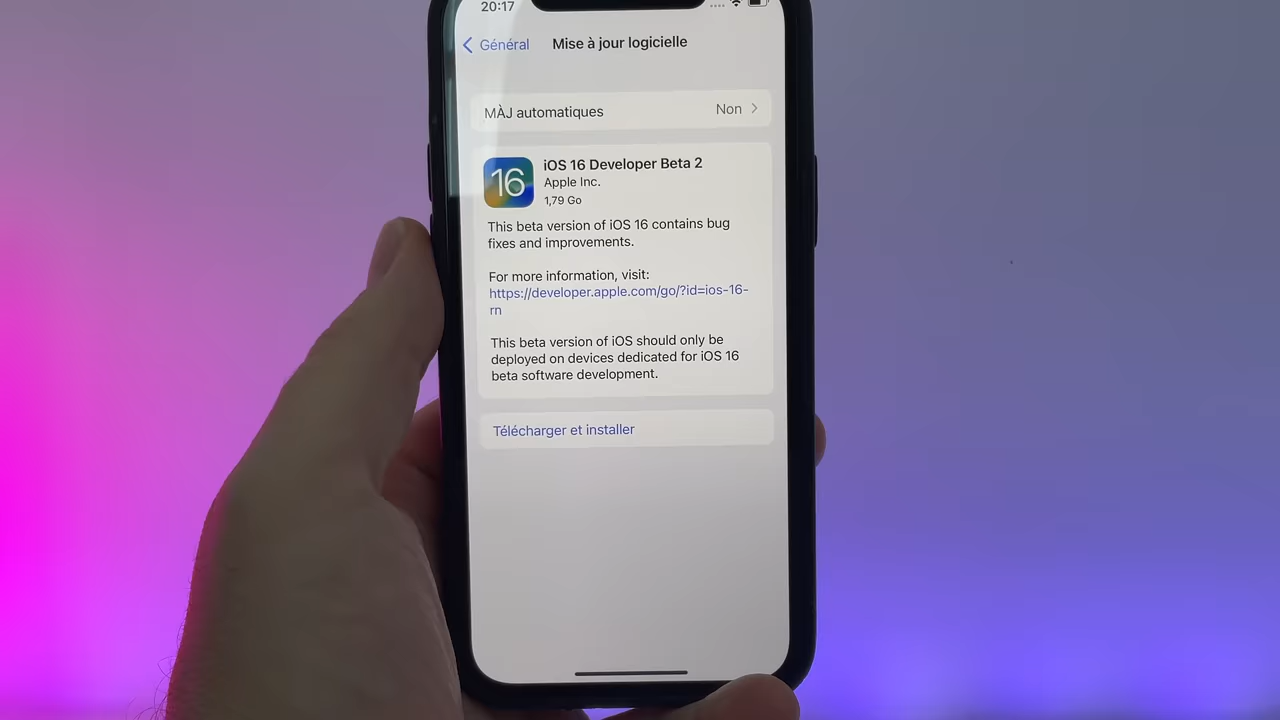 20:17
Général
Mise à jour logicielle
MÀJ automatiques
Non
16
iOS 16 Developer Beta 2
Apple Inc.
1,79 Go
This beta version of iOS 16 contains bug
fixes and improvements.
For more information, visit:
https://developer.apple.com/go/?id=ios-16-
rn
This beta version of iOS should only be
deployed on devices dedicated for iOS 16
beta software development.
Télécharger et installer